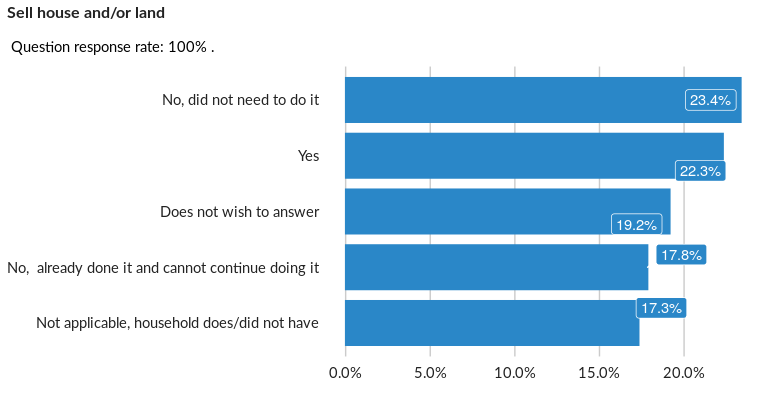 Sell house and/or land
Question response rate: 100% .
No, did not need to do it
23.4%
Yes
22.3%
Does not wish to answer
19.2%
No,  already done it and cannot continue doing it
17.8%
Not applicable, household does/did not have
17.3%
0.0% 5.0% 10.0% 15.0% 20.0%